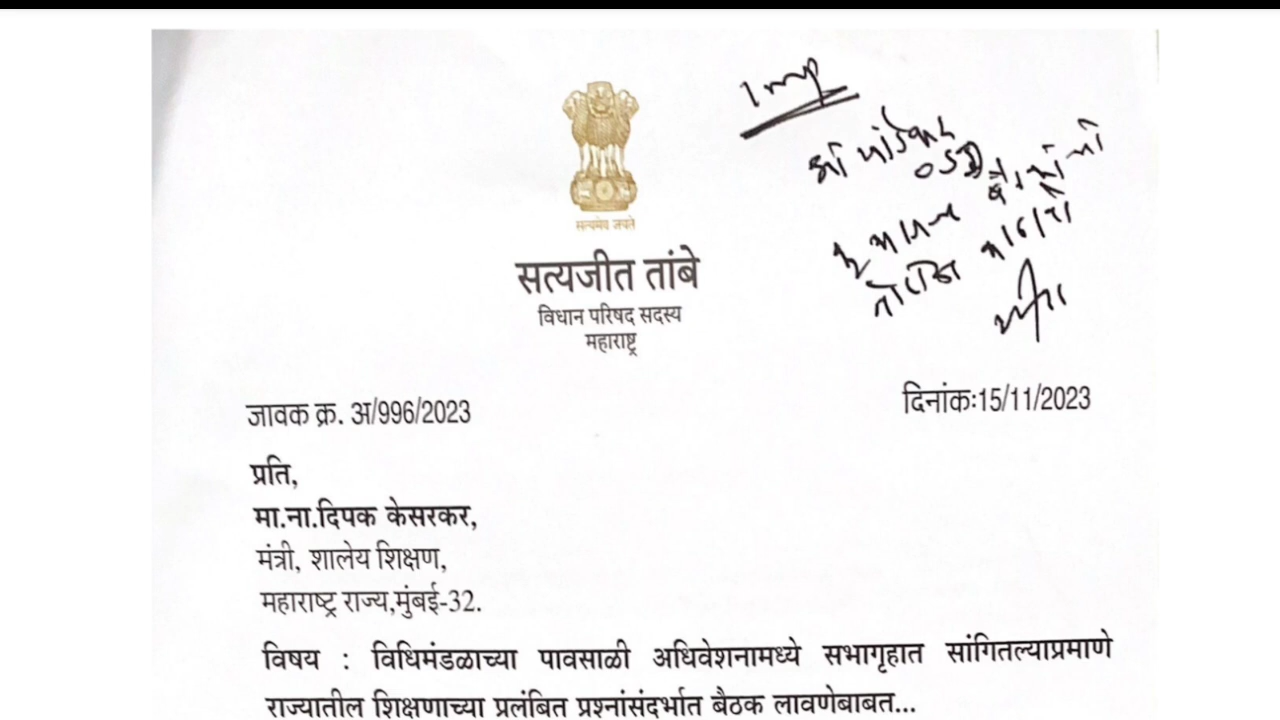 Imp
सत्यमेव जयते
सत्यजीत तांबे
विधान परिषद सदस्य
महाराष्ट्र
जावक क्र. अ/996/2023
दिनांकः15/11/2023
प्रति,
मा.ना.दिपक केसरकर,
मंत्री, शालेय शिक्षण,
महाराष्ट्र राज्य,मुंबई-32.
विषय : विधिमंडळाच्या पावसाळी अधिवेशनामध्ये सभागृहात सांगितल्याप्रमाणे
राज्यातील शिक्षणाच्या प्रलंबित प्रश्नांसंदर्भात बैठक लावणेबाबत...